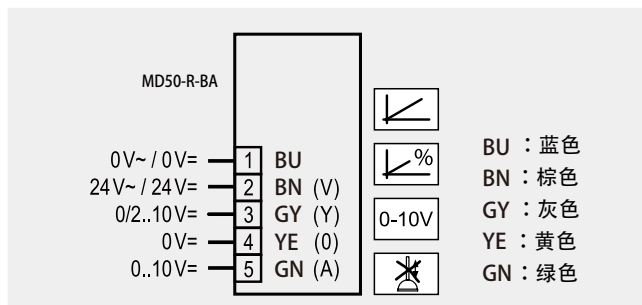 MD50-R-BA
0V~ / 0V= 1 BU
24V~ / 24V= 2 BN (V)
0/2..10V= 3 GY (Y)
0V= 4 YE (0)
0..10V= 5 GN (A)
%
0-10V
BU：蓝色
BN：棕色
GY：灰色
YE：黄色
GN：绿色